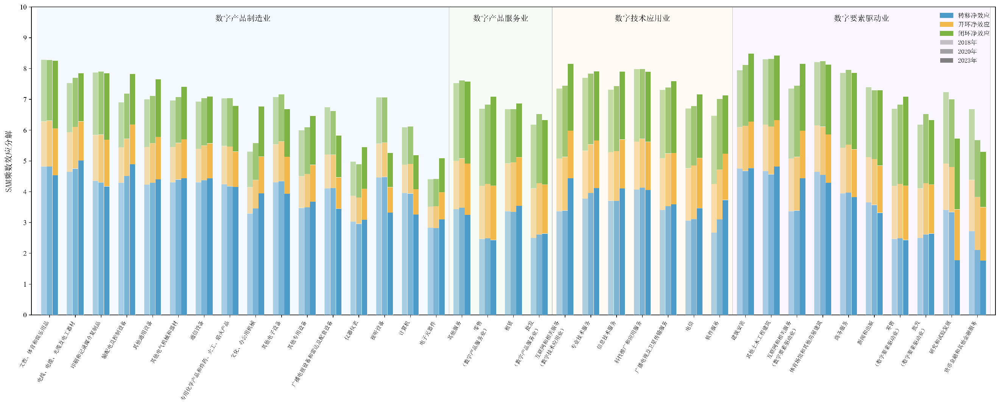 数字产品制造业
数字产品服务业
数字技术应用业
数字要素驱动业
转移净效应
开环净效应
闭环净效应
2018年
2020年
2023年
SAM乘数效应分解
10
9
8
7
6
5
4
3
2
1
0
文教、体育和娱乐用品
电线、电缆、光缆及电工器材
印刷和记录媒介复制品
输配电及控制设备
其他通用设备
其他电气机械和器材
通信设备
专用化学产品和炸药、火工、焰火产品
文化、办公用机械
其他电子设备
其他专用设备
广播电视设备和雷达及配套设备
仪器仪表
视听设备
计算机
电子元器件
其他服务
零售
(数字产品服务业)
租赁
批发
(数字产品服务业)
互联网和相关服务
(数字技术应用业)
专业技术服务
信息技术服务
科技推广和应用服务
广播电视及卫星传输服务
电信
软件服务
建筑安装
其他土木工程建筑
互联网和相关服务
(数字要素驱动业)
体育场馆和其他房屋建筑
商务服务
新闻和出版
零售
(数字要素驱动业)
批发
(数字要素驱动业)
研究和试验发展
货币金融和其他金融服务